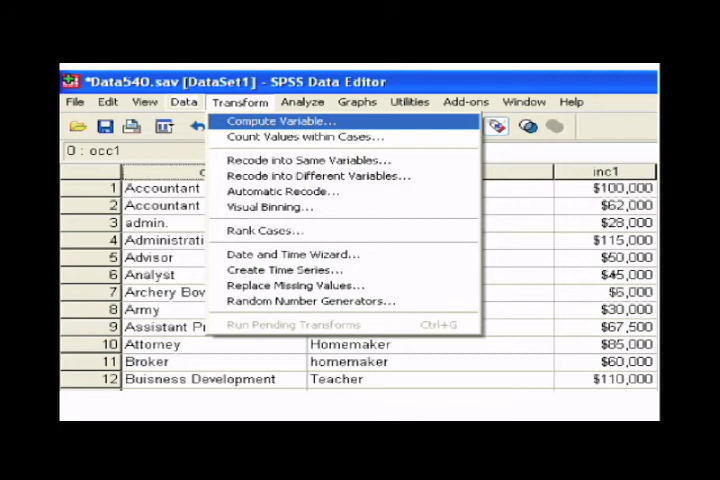 *Data540.sav [DataSet1] - SPSS Data Editor
File Edit View Data Transform Analyze Graphs Utilities Add-ons Window Help
Compute Variable...
Count Values within Cases...
0 : occ1
Recode into Same Variables...
inc1
Recode into Different Variables...
1 Accountant $100,000
Automatic Recode...
2 Accountant $62,000
Visual Binning...
3 admin. $28,000
Rank Cases...
4 Administrati $115,000
Date and Time Wizard...
5 Advisor $50,000
Create Time Series...
6 Analyst $45,000
Replace Missing Values...
7 Archery Bow $6,000
Random Number Generators...
8 Army $30,000
Run Pending Transforms Ctrl+G
9 Assistant Pr $67,500
10 Attorney Homemaker $85,000
11 Broker homemaker $60,000
12 Buisness Development Teacher $110,000